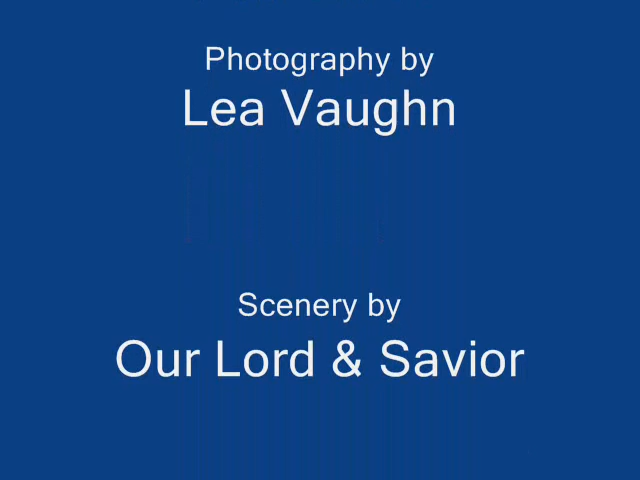 Photography by
Lea Vaughn
Scenery by
Our Lord & Savior